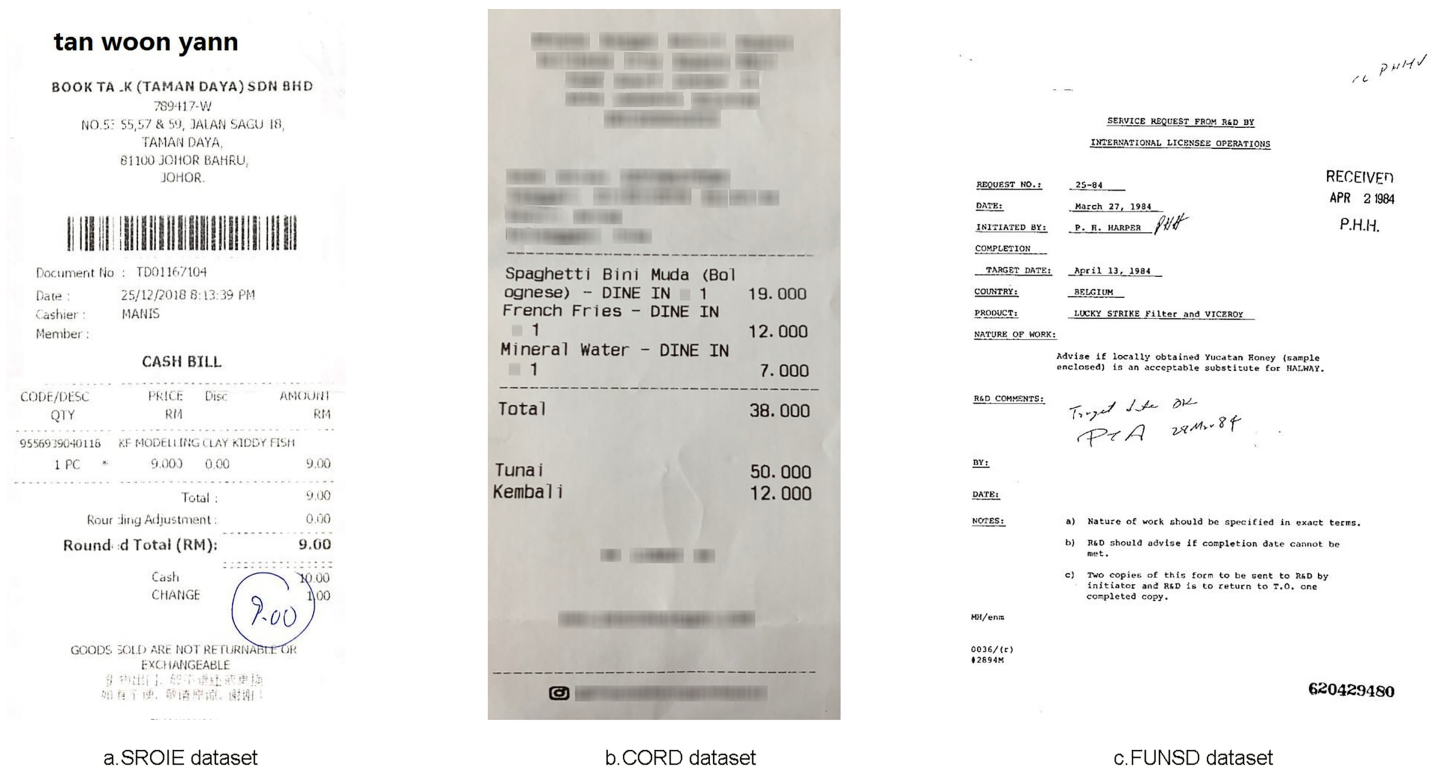 tan woon yann
BOOK TA .K (TAMAN DAYA) SDN BHD
789417-W
NO.5 55,57 & 59, JALAN SAGU 18,
TAMAN DAYA,
81100 JOHOR BAHRU,
JOHOR.
Document No : TD01167104
Date : 25/12/2018 8:13:39 PM
Cashier : MANIS
Member :
CASH BILL
CODE/DESC PRICE Disc AMOUNT
QTY RM RM
9556939040118 KF MODELLING CLAY KIDDY FISH
1 PC * 9.000 0.00 9.00
Total : 9.00
Rour ding Adjustment : 0.00
Round d Total (RM): 9.00
Cash 10.00
CHANGE 1.00
9.00
GOODS SOLD ARE NOT RETURNABLE OR
EXCHANGEABLE
a.SROIE dataset
Spaghetti Bini Muda (Bol
ognese) - DINE IN 1 19.000
French Fries - DINE IN
1 12.000
Mineral Water - DINE IN
1 7.000
Total 38.000
Tunai 50.000
Kembali 12.000
b.CORD dataset
SERVICE REQUEST FROM R&D BY
INTERNATIONAL LICENSEE OPERATIONS
RECEIVED
APR 2 1984
P.H.H.
REQUEST NO.: 25-84
DATE: March 27, 1984
INITIATED BY: P. H. HARPER PHH
COMPLETION
TARGET DATE: April 13, 1984
COUNTRY: BELGIUM
PRODUCT: LUCKY STRIKE Filter and VICEROY
NATURE OF WORK:
Advise if locally obtained Yucatan Honey (sample
enclosed) is an acceptable substitute for HALWAY.
R&D COMMENTS: Target date OK
BY:
DATE:
NOTES: a) Nature of work should be specified in exact terms.
b) R&D should advise if completion date cannot be
met.
c) Two copies of this form to be sent to R&D by
initiator and R&D is to return to T.O. one
completed copy.
MH/enm
0036/(r)
#2894M
620429480
c.FUNSD dataset